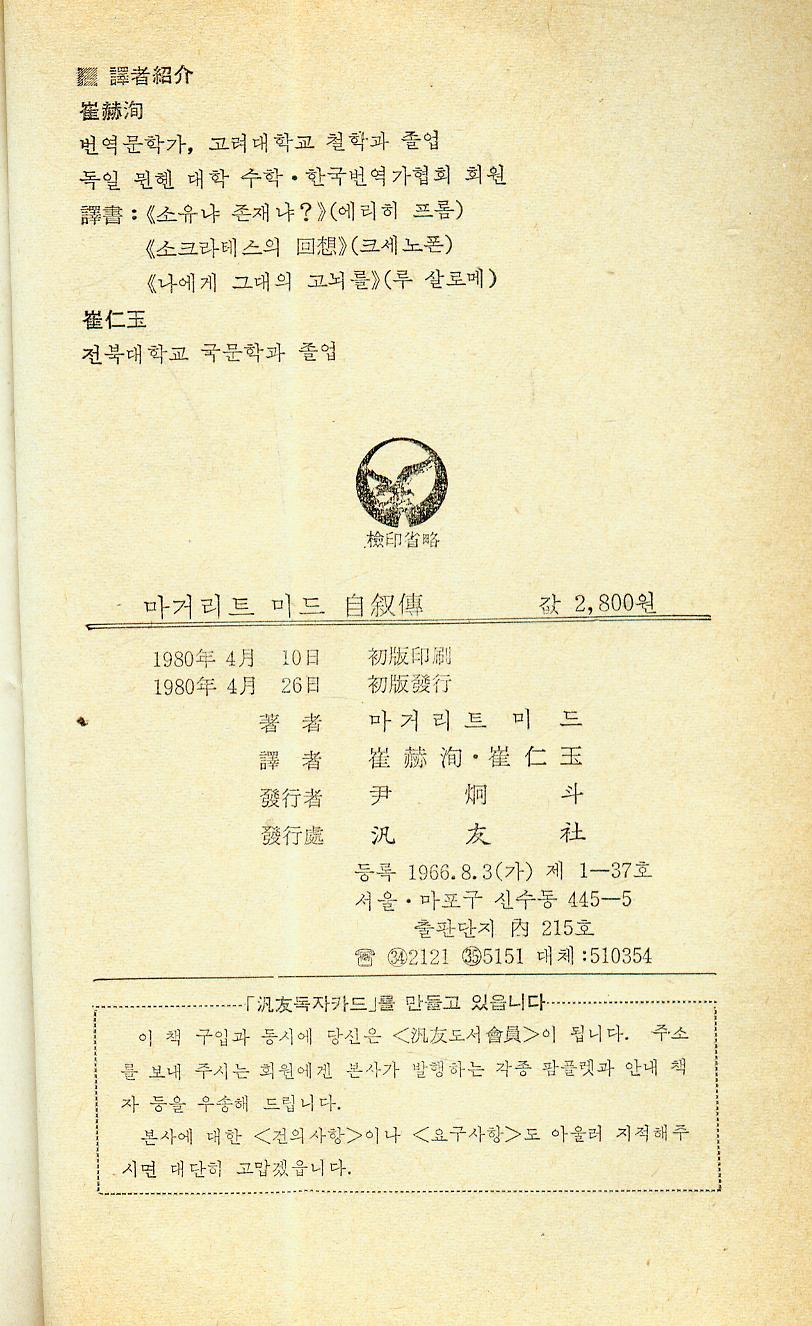 ▨ 譯者紹介
崔赫洵
번역문학가, 고려대학교 철학과 졸업
독일 뮌헨 대학 수학·한국번역가협회 회원
譯書:《소유냐 존재냐?》(에리히 프롬)
《소크라테스의 回想》(크세노폰)
《나에게 그대의 고뇌를》(루 살로메)
崔仁玉
전북대학교 국문학과 졸업
檢印省略
마거리트 미드 自叙傳 값 2,800원
1980年 4月 10日 初版印刷
1980年 4月 26日 初版發行
著者 마거리트 미드
譯者 崔赫洵·崔仁玉
發行者 尹炯斗
發行處 汎友社
등록 1966.8.3(가) 제 1—37호
서울·마포구 신수동 445—5
출판단지 內 215호
☎ ㉞2121 ㉟5151 대체:510354
「汎友독자카드」를 만들고 있읍니다
이 책 구입과 동시에 당신은 <汎友도서會員>이 됩니다. 주소
를 보내 주시는 회원에겐 본사가 발행하는 각종 팜플렛과 안내 책
자 등을 우송해 드립니다.
본사에 대한 <건의사항>이나 <요구사항>도 아울러 지적해주
시면 대단히 고맙겠읍니다.